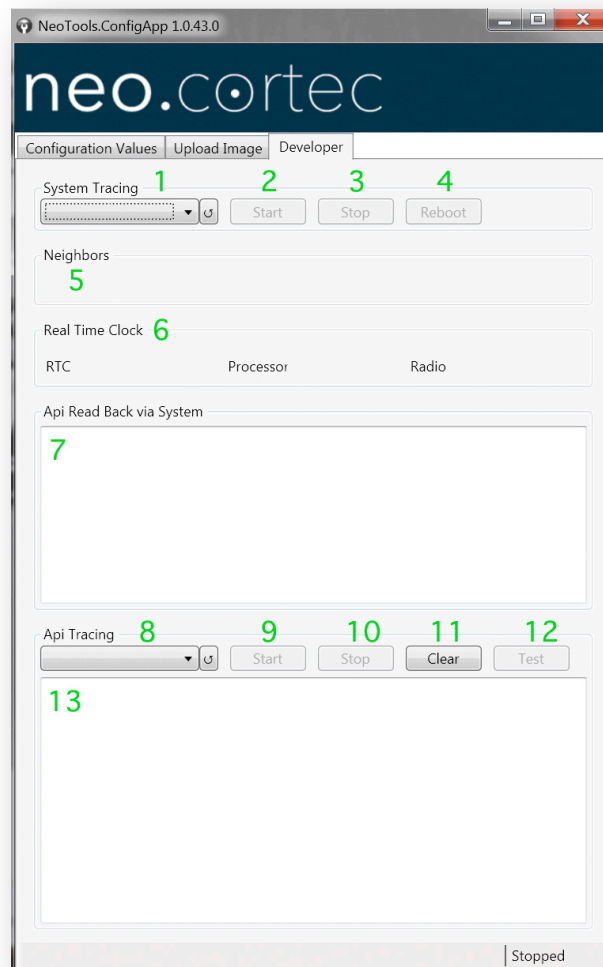 NeoTools.ConfigApp 1.0.43.0
neo.cortec
Configuration Values Upload Image Developer
System Tracing 1 2 3 4
Start Stop Reboot
Neighbors
5
Real Time Clock 6
RTC Processor Radio
Api Read Back via System
7
Api Tracing 8 9 10 11 12
Start Stop Clear Test
13
Stopped